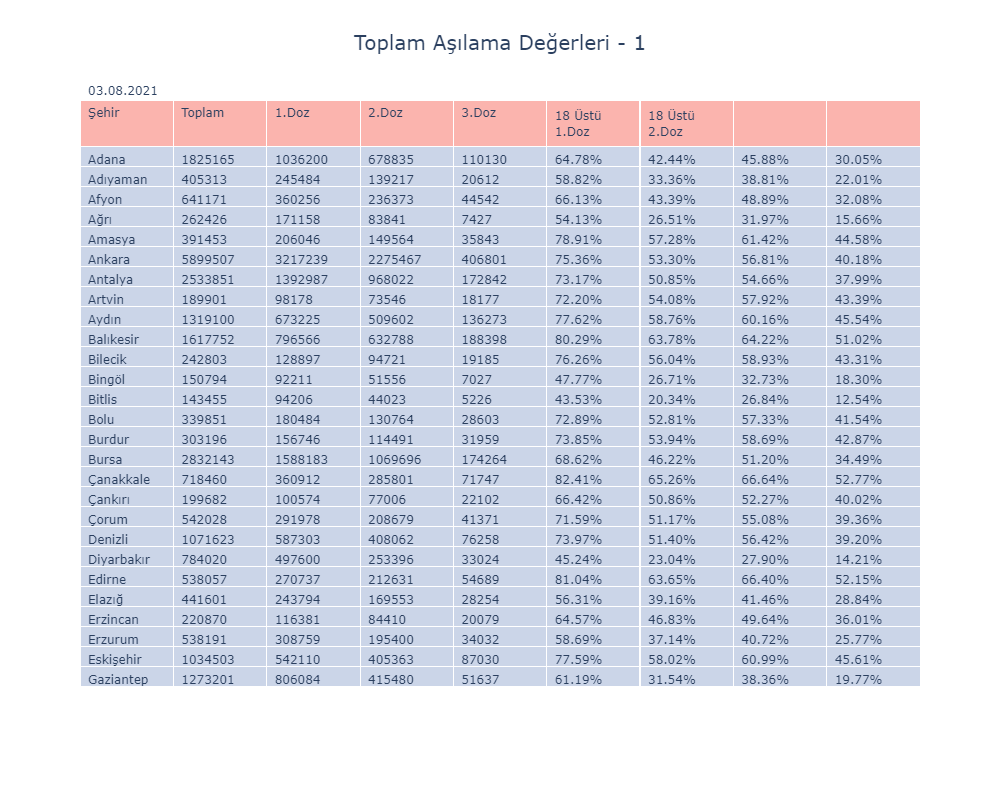 Toplam Aşılama Değerleri - 1
03.08.2021
Şehir Toplam 1.Doz 2.Doz 3.Doz 18 Üstü 1.Doz 18 Üstü 2.Doz
Adana 1825165 1036200 678835 110130 64.78% 42.44% 45.88% 30.05%
Adıyaman 405313 245484 139217 20612 58.82% 33.36% 38.81% 22.01%
Afyon 641171 360256 236373 44542 66.13% 43.39% 48.89% 32.08%
Ağrı 262426 171158 83841 7427 54.13% 26.51% 31.97% 15.66%
Amasya 391453 206046 149564 35843 78.91% 57.28% 61.42% 44.58%
Ankara 5899507 3217239 2275467 406801 75.36% 53.30% 56.81% 40.18%
Antalya 2533851 1392987 968022 172842 73.17% 50.85% 54.66% 37.99%
Artvin 189901 98178 73546 18177 72.20% 54.08% 57.92% 43.39%
Aydın 1319100 673225 509602 136273 77.62% 58.76% 60.16% 45.54%
Balıkesir 1617752 796566 632788 188398 80.29% 63.78% 64.22% 51.02%
Bilecik 242803 128897 94721 19185 76.26% 56.04% 58.93% 43.31%
Bingöl 150794 92211 51556 7027 47.77% 26.71% 32.73% 18.30%
Bitlis 143455 94206 44023 5226 43.53% 20.34% 26.84% 12.54%
Bolu 339851 180484 130764 28603 72.89% 52.81% 57.33% 41.54%
Burdur 303196 156746 114491 31959 73.85% 53.94% 58.69% 42.87%
Bursa 2832143 1588183 1069696 174264 68.62% 46.22% 51.20% 34.49%
Çanakkale 718460 360912 285801 71747 82.41% 65.26% 66.64% 52.77%
Çankırı 199682 100574 77006 22102 66.42% 50.86% 52.27% 40.02%
Çorum 542028 291978 208679 41371 71.59% 51.17% 55.08% 39.36%
Denizli 1071623 587303 408062 76258 73.97% 51.40% 56.42% 39.20%
Diyarbakır 784020 497600 253396 33024 45.24% 23.04% 27.90% 14.21%
Edirne 538057 270737 212631 54689 81.04% 63.65% 66.40% 52.15%
Elazığ 441601 243794 169553 28254 56.31% 39.16% 41.46% 28.84%
Erzincan 220870 116381 84410 20079 64.57% 46.83% 49.64% 36.01%
Erzurum 538191 308759 195400 34032 58.69% 37.14% 40.72% 25.77%
Eskişehir 1034503 542110 405363 87030 77.59% 58.02% 60.99% 45.61%
Gaziantep 1273201 806084 415480 51637 61.19% 31.54% 38.36% 19.77%